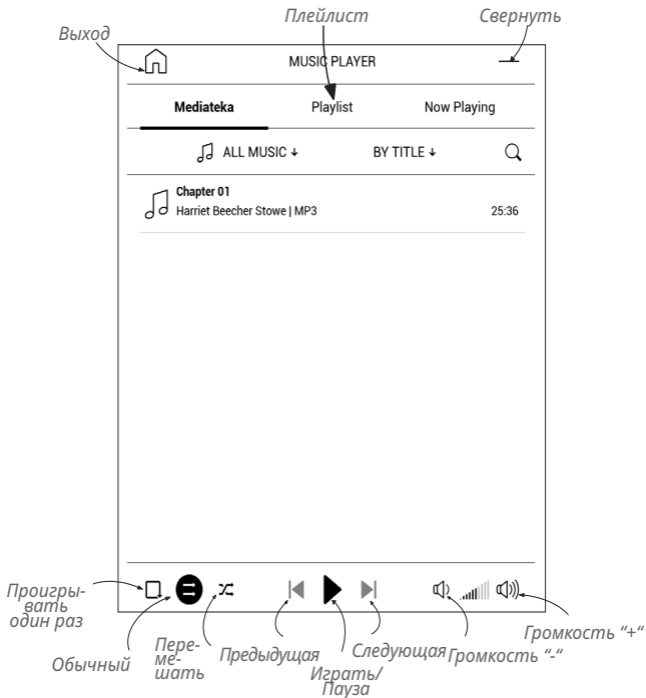 Плейлист
Свернуть
Выход
MUSIC PLAYER
Mediateka
Playlist
Now Playing
ALL MUSIC ↓
BY TITLE ↓
Chapter 01
Harriet Beecher Stowe | MP3
25:36
Проигры-
вать
один раз
Обычный
Пере-
ме-
шать
Предыдущая
Играть/
Пауза
Следующая
Громкость “-“
Громкость “+“